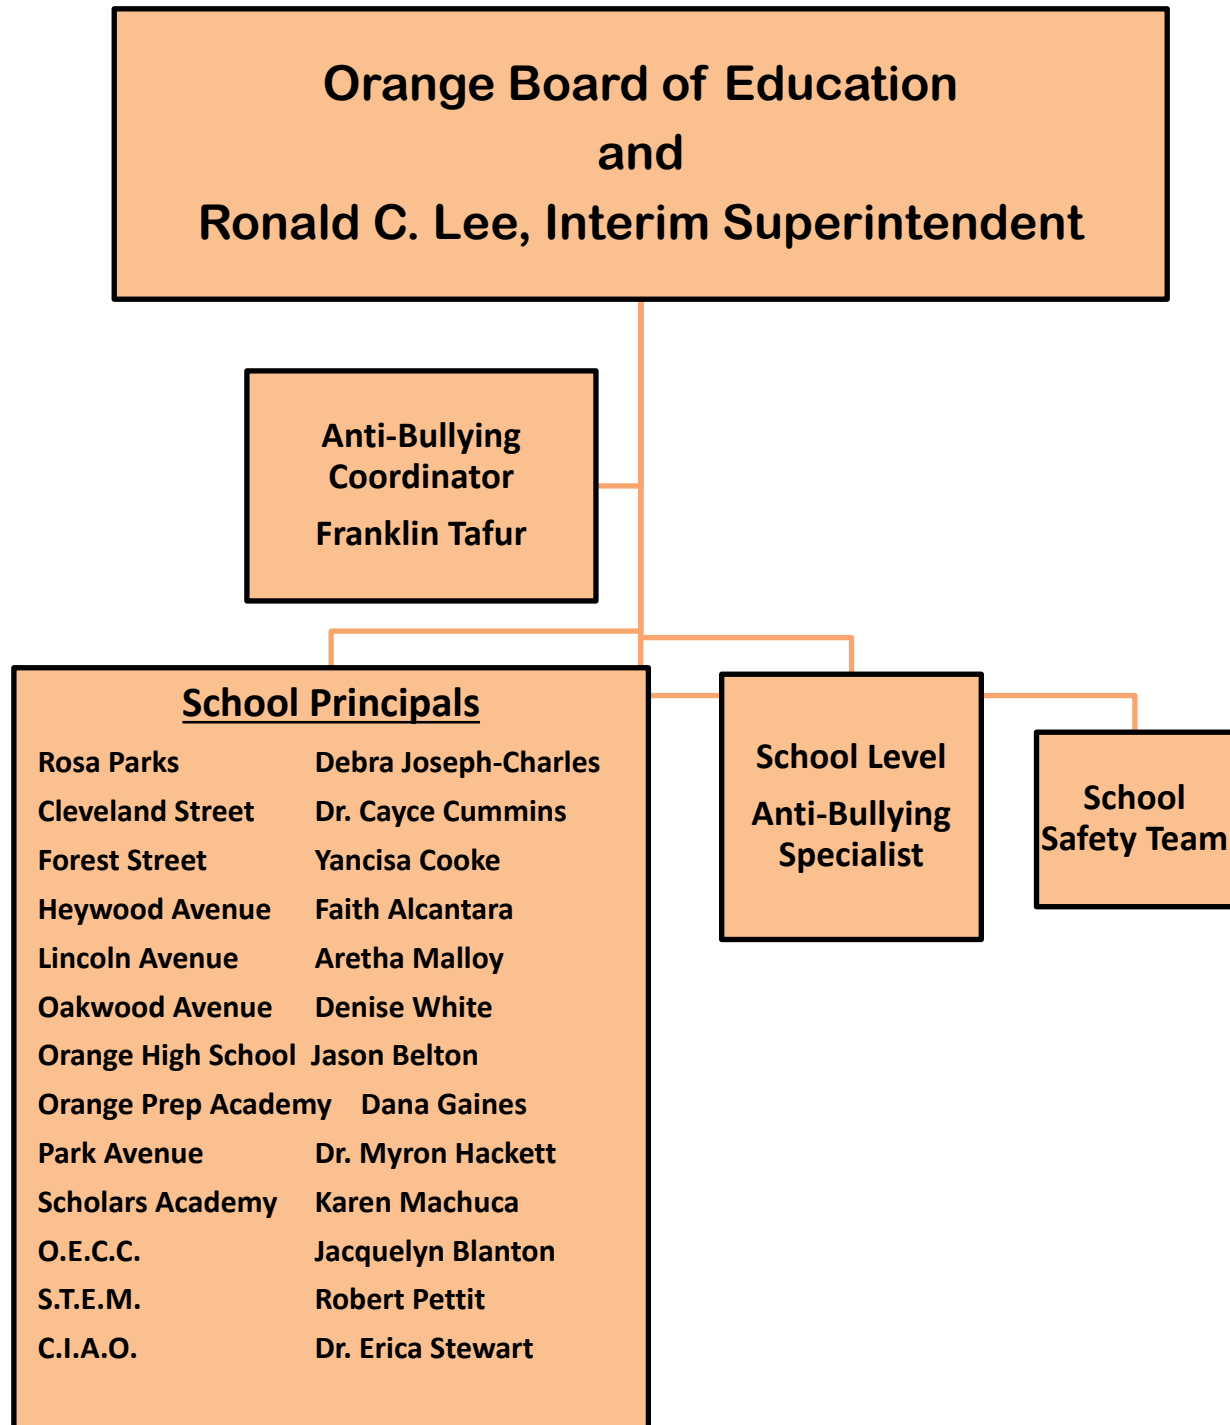 Orange Board of Education
and
Ronald C. Lee, Interim Superintendent
Anti-Bullying
Coordinator
Franklin Tafur
School Principals
Rosa Parks Debra Joseph-Charles
Cleveland Street Dr. Cayce Cummins
Forest Street Yancisa Cooke
Heywood Avenue Faith Alcantara
Lincoln Avenue Aretha Malloy
Oakwood Avenue Denise White
Orange High School Jason Belton
Orange Prep Academy Dana Gaines
Park Avenue Dr. Myron Hackett
Scholars Academy Karen Machuca
O.E.C.C. Jacquelyn Blanton
S.T.E.M. Robert Pettit
C.I.A.O. Dr. Erica Stewart
School Level
Anti-Bullying
Specialist
School
Safety Team